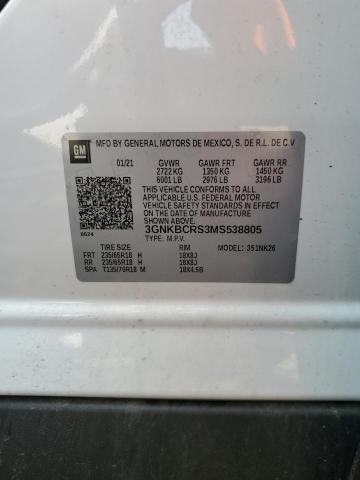 GM
MFD BY GENERAL MOTORS DE MEXICO, S. DE R.L. DE C.V
01/21 GVWR GAWR FRT GAWR RR
2722 KG 1350 KG 1450 KG
6001 LB 2976 LB 3196 LB
THIS VEHICLE CONFORMS TO ALL
APPLICABLE U.S. FEDERAL MOTOR
VEHICLE SAFETY STANDARDS IN
EFFECT ON THE DATE OF MANUFACTURE
SHOWN ABOVE.
3GNKBCRS3MS538805
6624 TYPE: M.P.V. MODEL: 351NK26
TIRE SIZE RIM
FRT 235/65R18 H 18X8J
RR 235/65R18 H 18X8J
SPA T135/70R18 M 18X4.5B